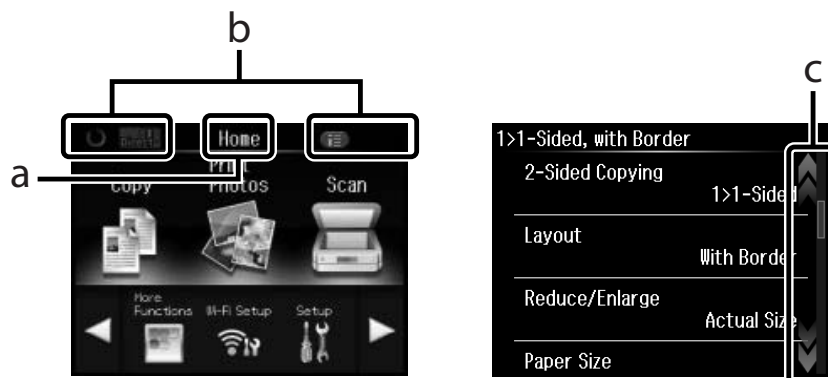 b
c
a
Home
Copy
Print
Photos
Scan
More
Functions
Wi-Fi Setup
Setup
1>1-Sided, with Border
2-Sided Copying
1>1-Sided
Layout
With Border
Reduce/Enlarge
Actual Size
Paper Size